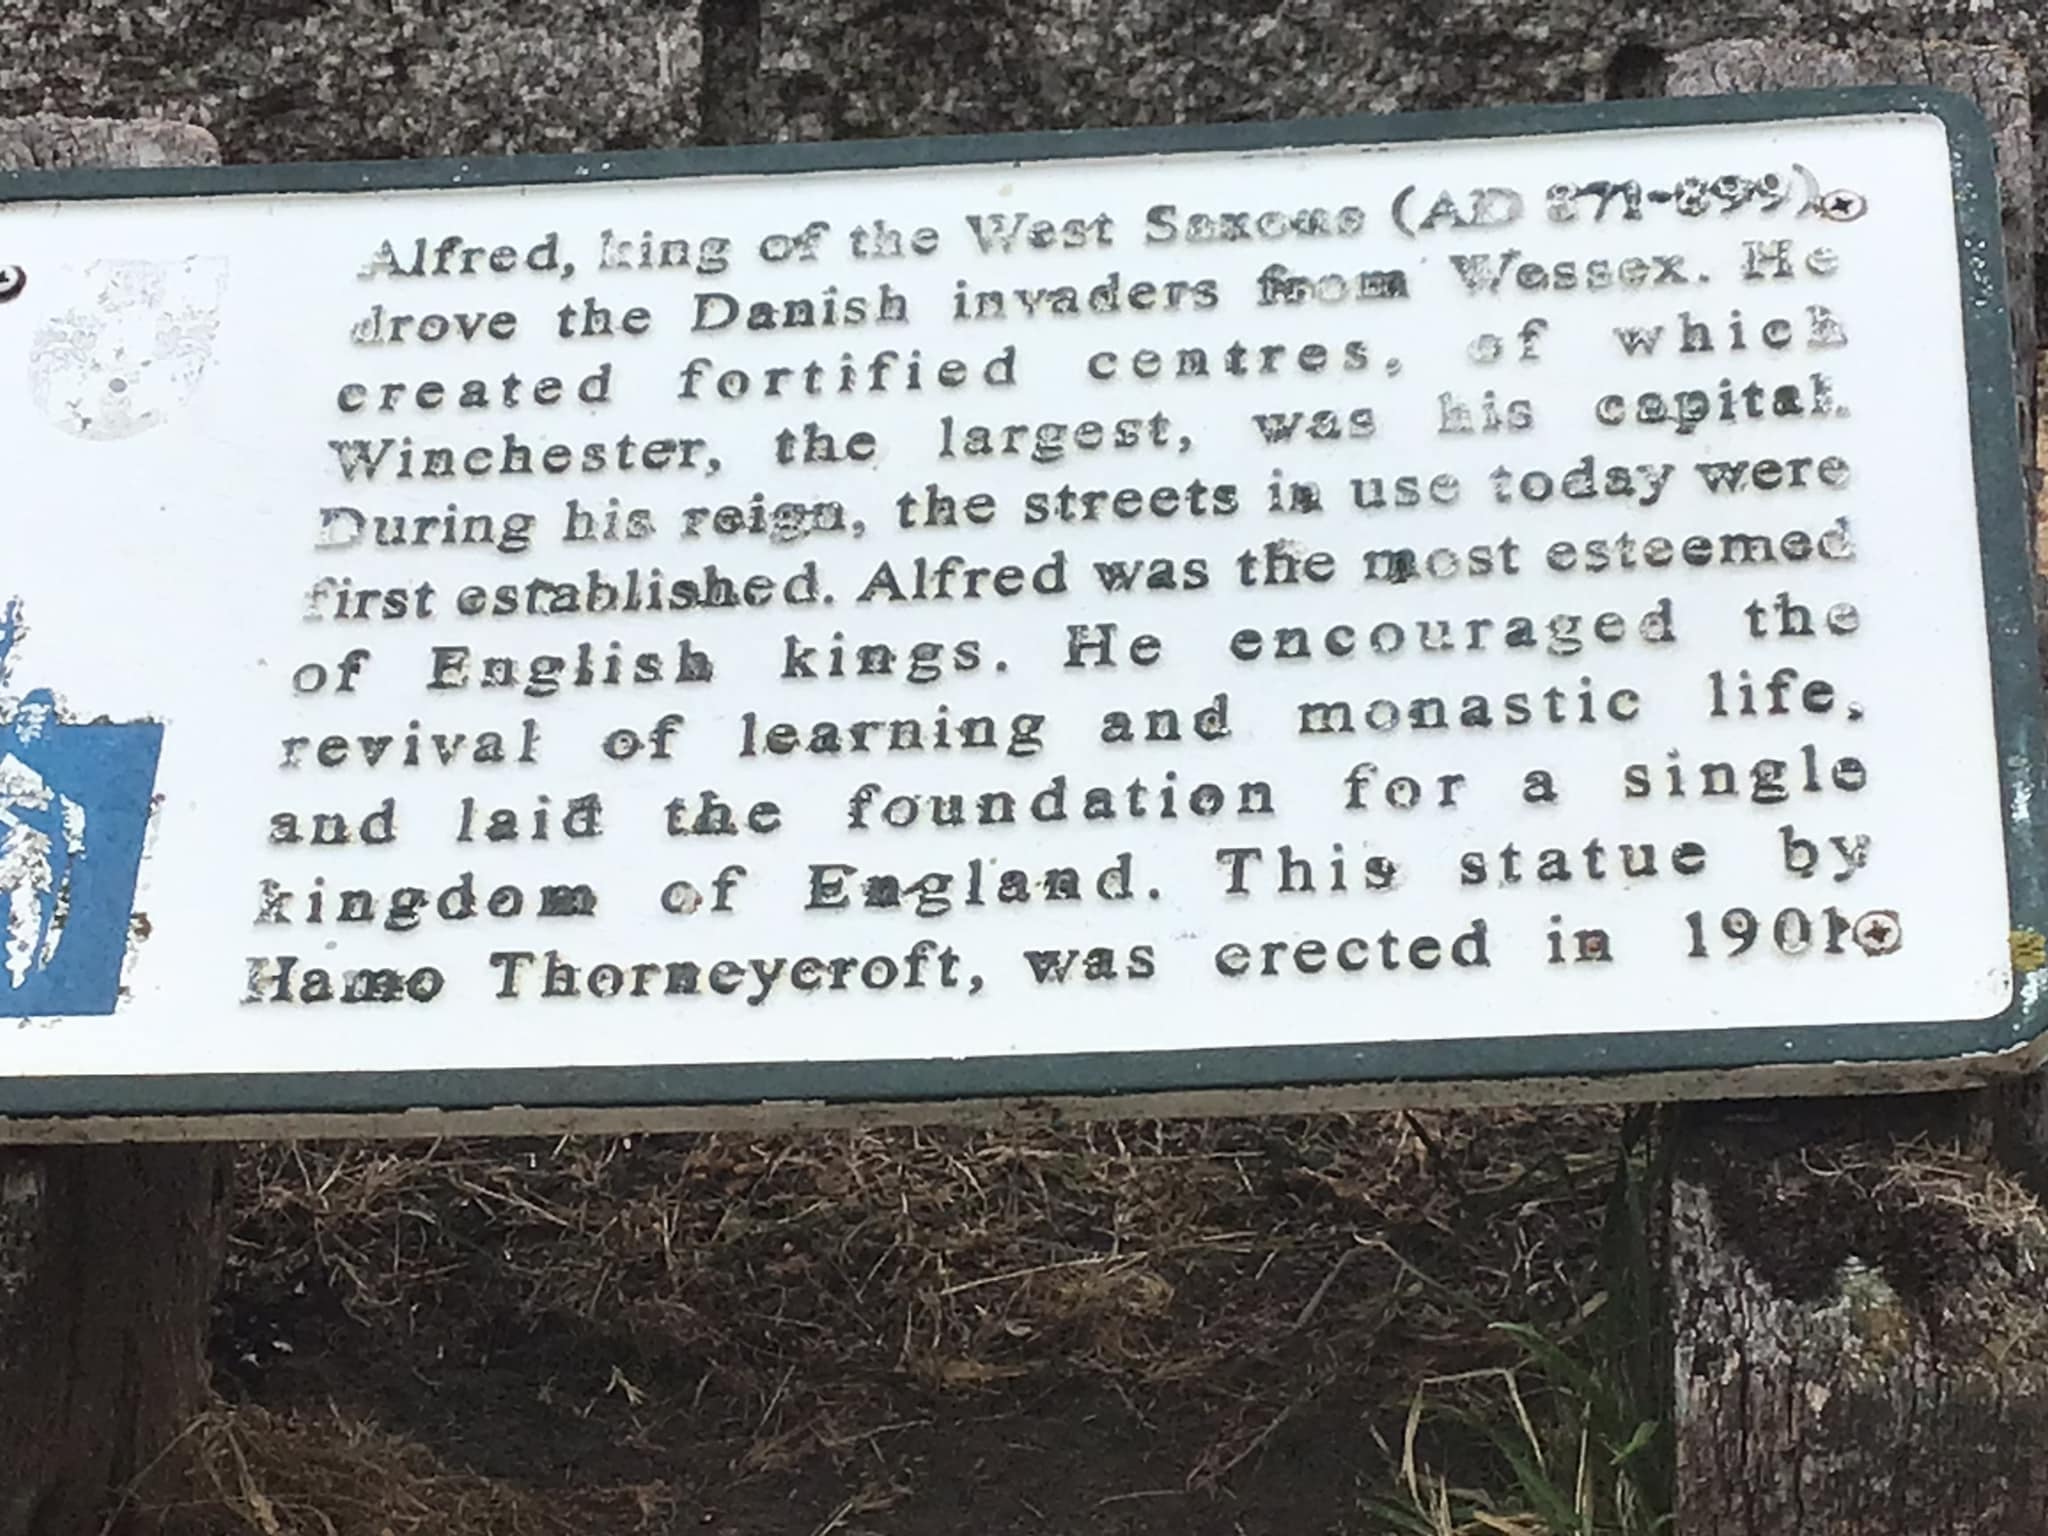 Alfred, king of the West Saxons (AD 871-899),
drove the Danish invaders from Wessex. He
created fortified centres, of which
Winchester, the largest, was his capital.
During his reign, the streets in use today were
first established. Alfred was the most esteemed
of English kings. He encouraged the
revival of learning and monastic life,
and laid the foundation for a single
kingdom of England. This statue by
Hamo Thorneycroft, was erected in 1901.